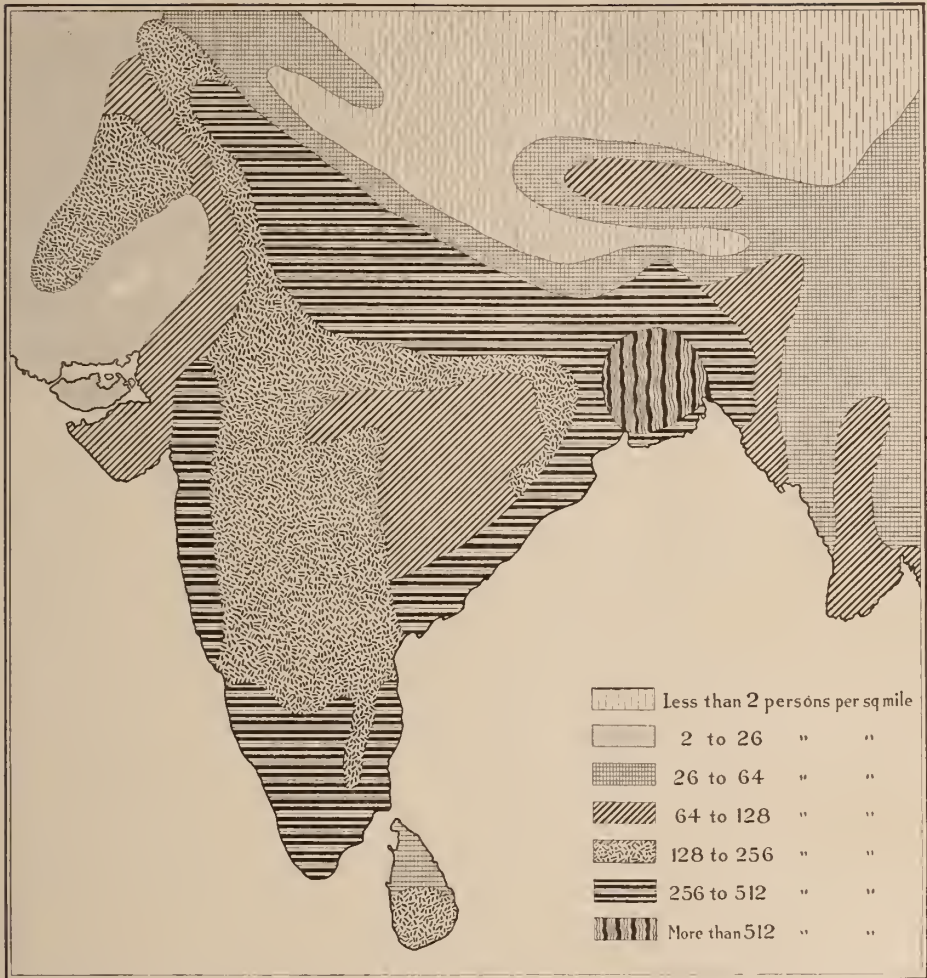 Less than 2 persons per sq mile
2 to 26 " "
26 to 64 " "
64 to 128 " "
128 to 256 " "
256 to 512 " "
More than 512 " "